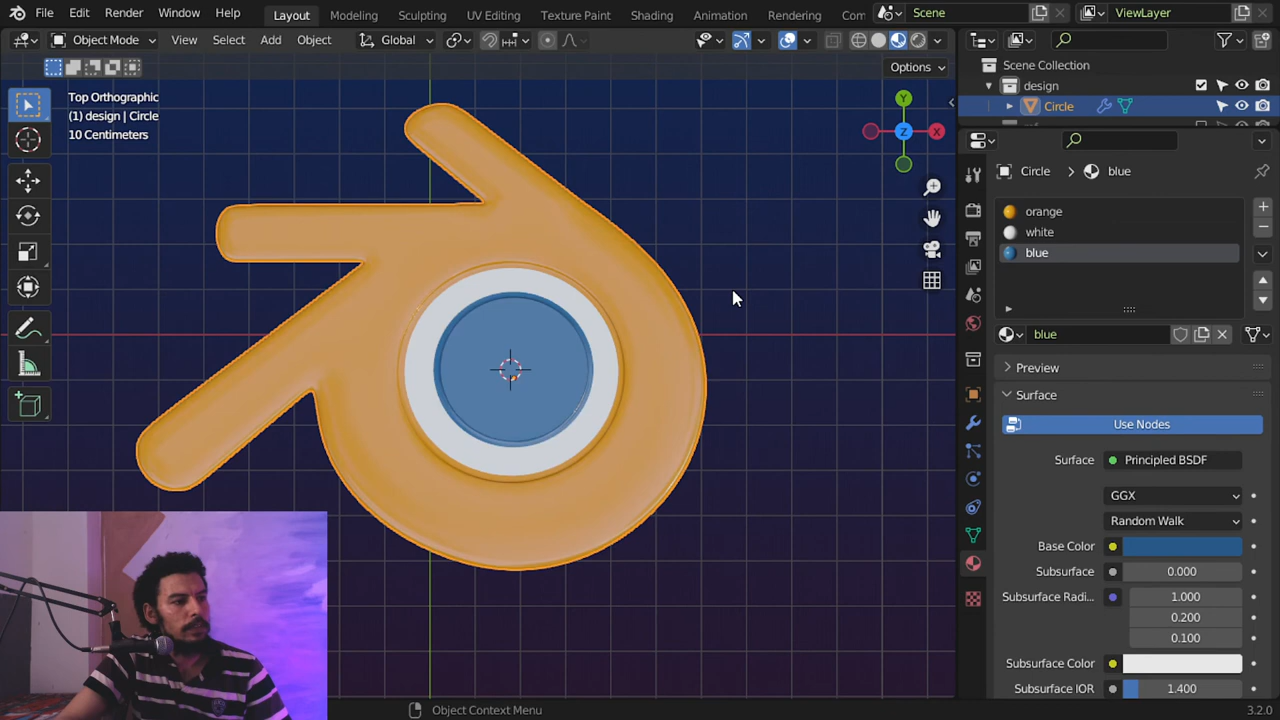 File Edit Render Window Help Layout Modeling Sculpting UV Editing Texture Paint Shading Animation Rendering Com Scene ViewLayer
Object Mode View Select Add Object Global
Options
Top Orthographic
(1) design | Circle
10 Centimeters
Y
X
Z
Scene Collection
design
Circle
Circle > blue
orange
white
blue
blue
Preview
Surface
Use Nodes
Surface Principled BSDF
GGX
Random Walk
Base Color
Subsurface 0.000
Subsurface Radi... 1.000
0.200
0.100
Subsurface Color
Subsurface IOR 1.400
Object Context Menu 3.2.0